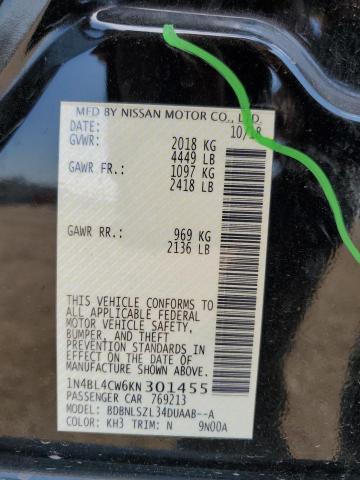 MFD BY NISSAN MOTOR CO., LTD.
DATE: 10/18
GVWR: 2018 KG
4449 LB
GAWR FR.: 1097 KG
2418 LB
GAWR RR.: 969 KG
2136 LB
THIS VEHICLE CONFORMS TO
ALL APPLICABLE FEDERAL
MOTOR VEHICLE SAFETY,
BUMPER, AND THEFT
PREVENTION STANDARDS
IN EFFECT ON THE DATE OF
MANUFACTURE SHOWN ABOVE.
1N4BL4CW6KN301455
PASSENGER CAR 769213
MODEL: BDBNLSZL34DUAAB--A
COLOR: KH3 TRIM: N 9N00A